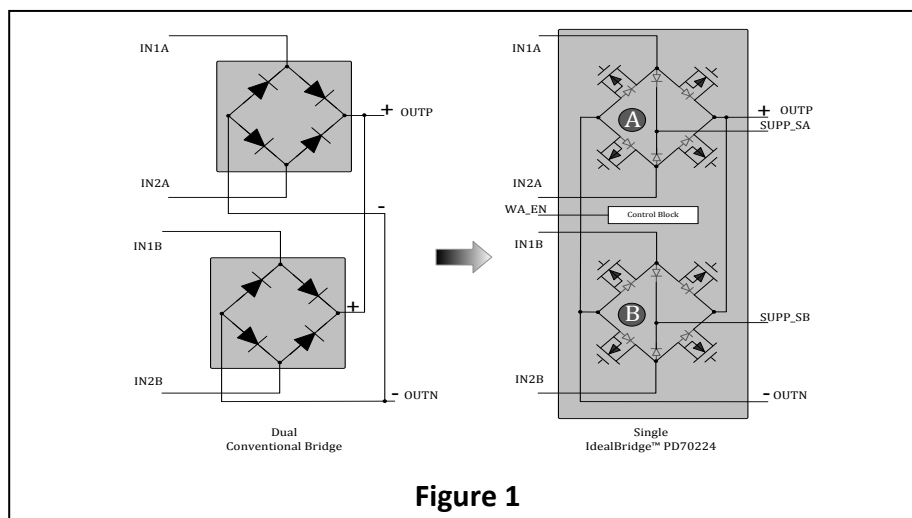 IN1A
+ OUTP
IN2A
-
IN1B
+
IN2B
- OUTN
Dual
Conventional Bridge
IN1A
A
+ OUTP
SUPP_SA
IN2A
WA_EN
Control Block
IN1B
B
SUPP_SB
IN2B
- OUTN
Single
IdealBridge™ PD70224
Figure 1